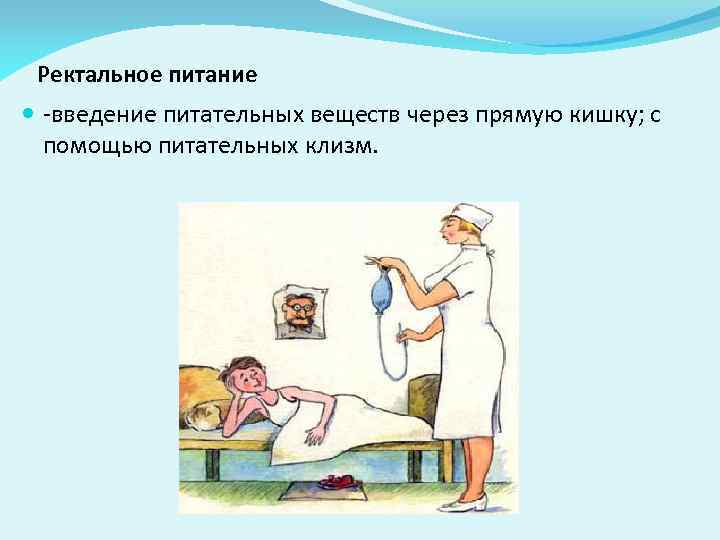 Ректальное питание
-введение питательных веществ через прямую кишку; с
помощью питательных клизм.